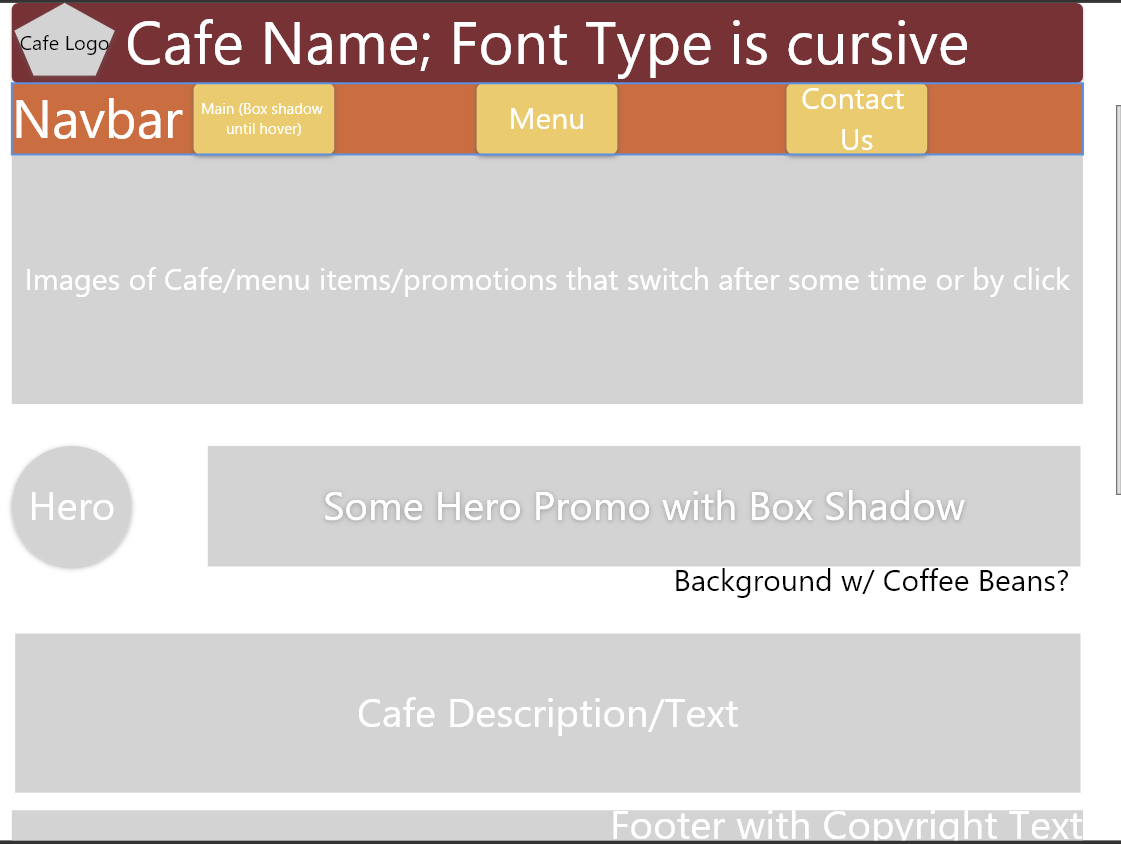 Cafe Logo
Cafe Name; Font Type is cursive
Navbar
Main (Box shadow
until hover)
Menu
Contact
Us
Images of Cafe/menu items/promotions that switch after some time or by click
Hero
Some Hero Promo with Box Shadow
Background w/ Coffee Beans?
Cafe Description/Text
Footer with Copyright Text